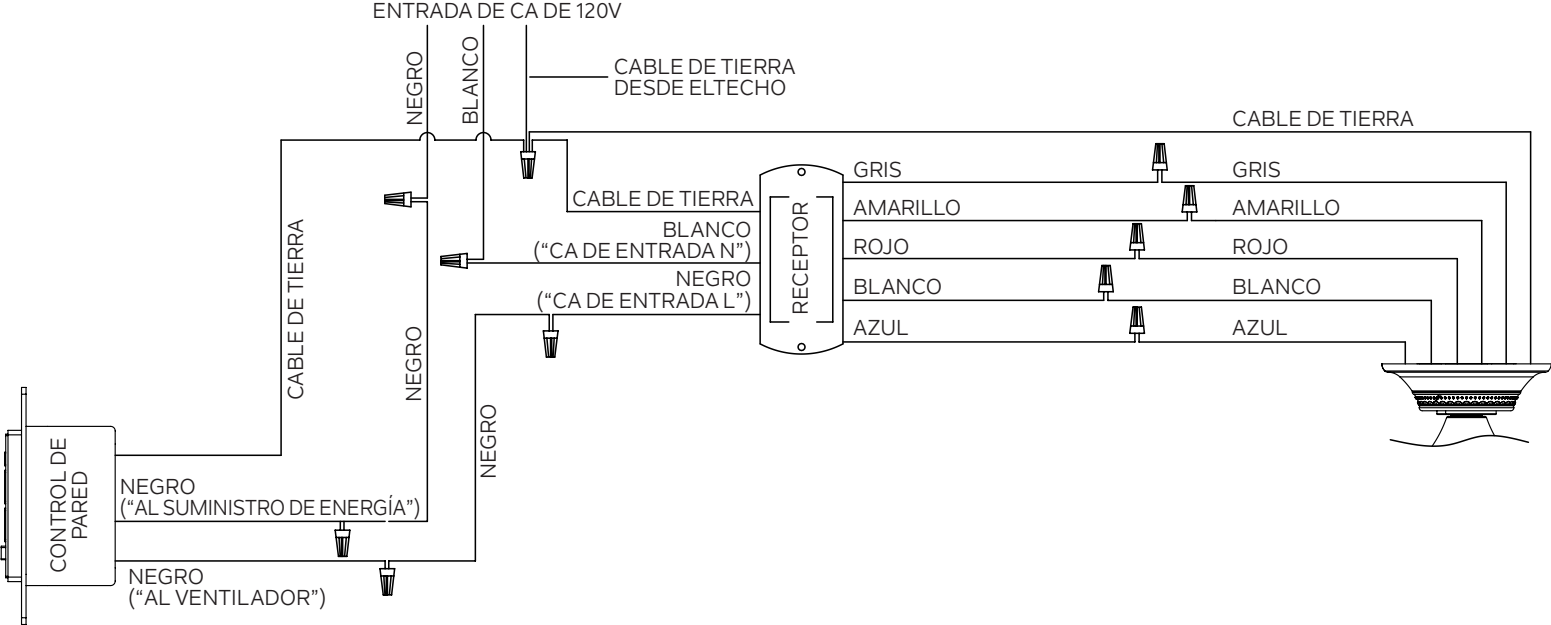 ENTRADA DE CA DE 120V
NEGRO
BLANCO
CABLE DE TIERRA
DESDE ELTECHO
CABLE DE TIERRA
GRIS
GRIS
CABLE DE TIERRA
AMARILLO
AMARILLO
BLANCO
("CA DE ENTRADA N")
ROJO
ROJO
NEGRO
("CA DE ENTRADA L")
RECEPTOR
BLANCO
BLANCO
AZUL
AZUL
CABLE DE TIERRA
NEGRO
NEGRO
CONTROL DE
PARED
NEGRO
("AL SUMINISTRO DE ENERGÍA")
NEGRO
("AL VENTILADOR")